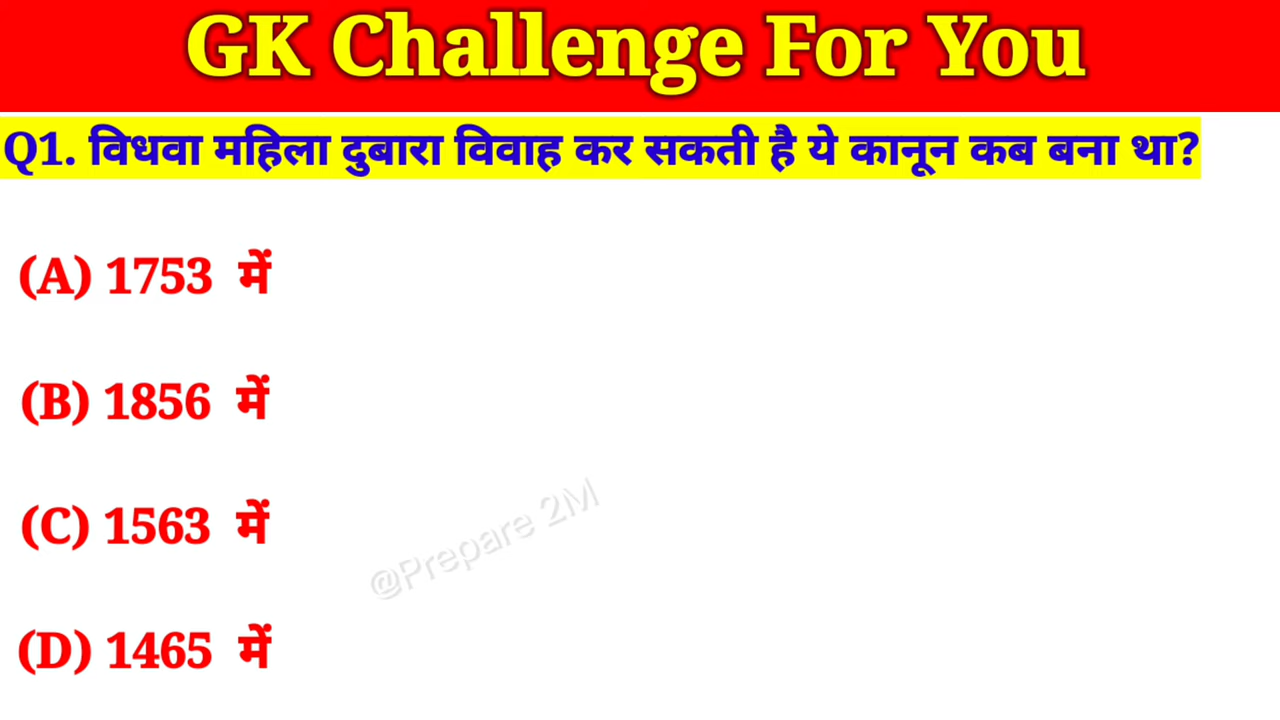 GK Challenge For You
Q1. विधवा महिला दुबारा विवाह कर सकती है ये कानून कब बना था?
(A) 1753 में
(B) 1856 में
(C) 1563 में
@Prepare 2M
(D) 1465 में